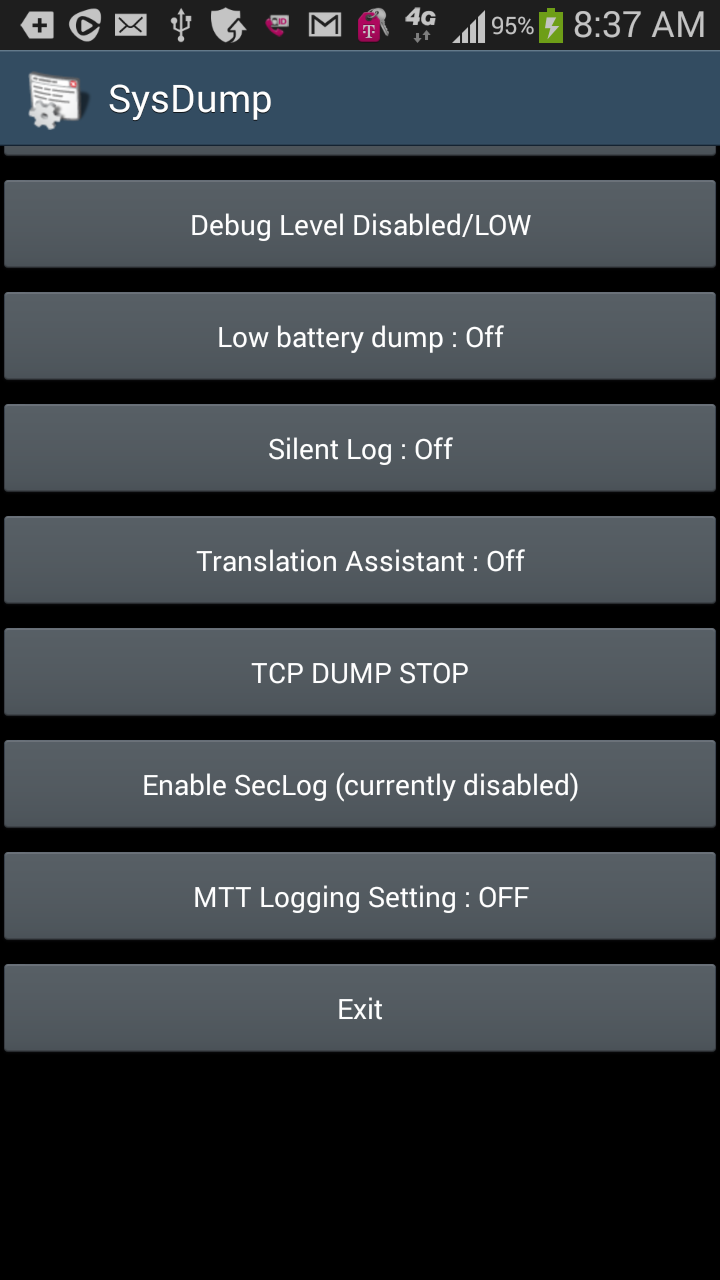 4G 95% 8:37 AM
SysDump
Debug Level Disabled/LOW
Low battery dump : Off
Silent Log : Off
Translation Assistant : Off
TCP DUMP STOP
Enable SecLog (currently disabled)
MTT Logging Setting : OFF
Exit